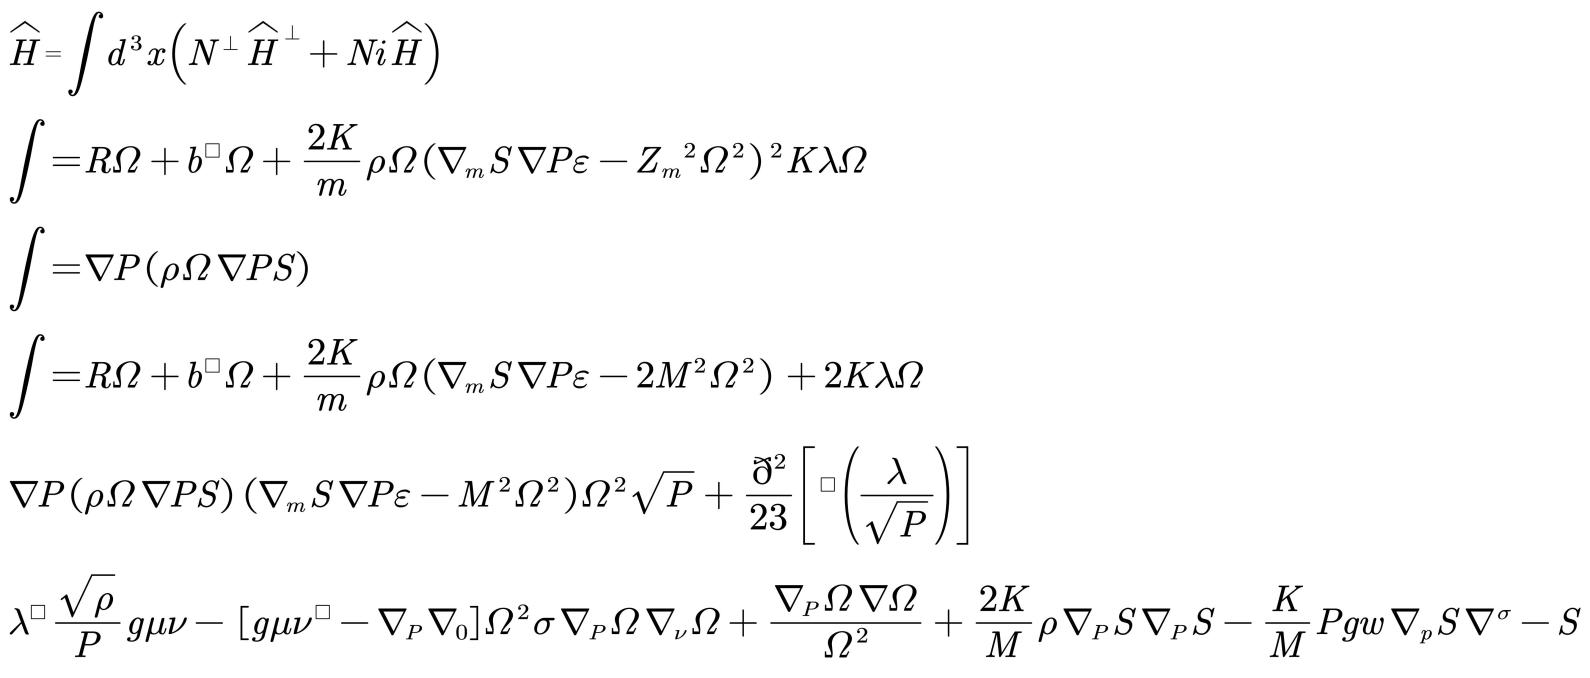 Ĥ = ∫ d³x(N^⊥ Ĥ^⊥ + Ni Ĥ)
∫ = RΩ + b^□ Ω + 2K/m ρΩ(∇_m S∇Pε − Z_m²Ω²)² KλΩ
∫ = ∇P(ρΩ∇PS)
∫ = RΩ + b^□ Ω + 2K/m ρΩ(∇_m S∇Pε − 2M²Ω²) + 2KλΩ
∇P(ρΩ∇PS)(∇_m S∇Pε − M²Ω²)Ω²√P + ð²/23 [□(λ/√P)]
λ^□ √ρ/P gμν − [gμν^□ − ∇_P ∇_0]Ω²σ∇_P Ω∇_ν Ω + ∇_P Ω∇Ω/Ω² + 2K/M ρ∇_P S∇_P S − K/M Pgw∇_p S∇^σ − S